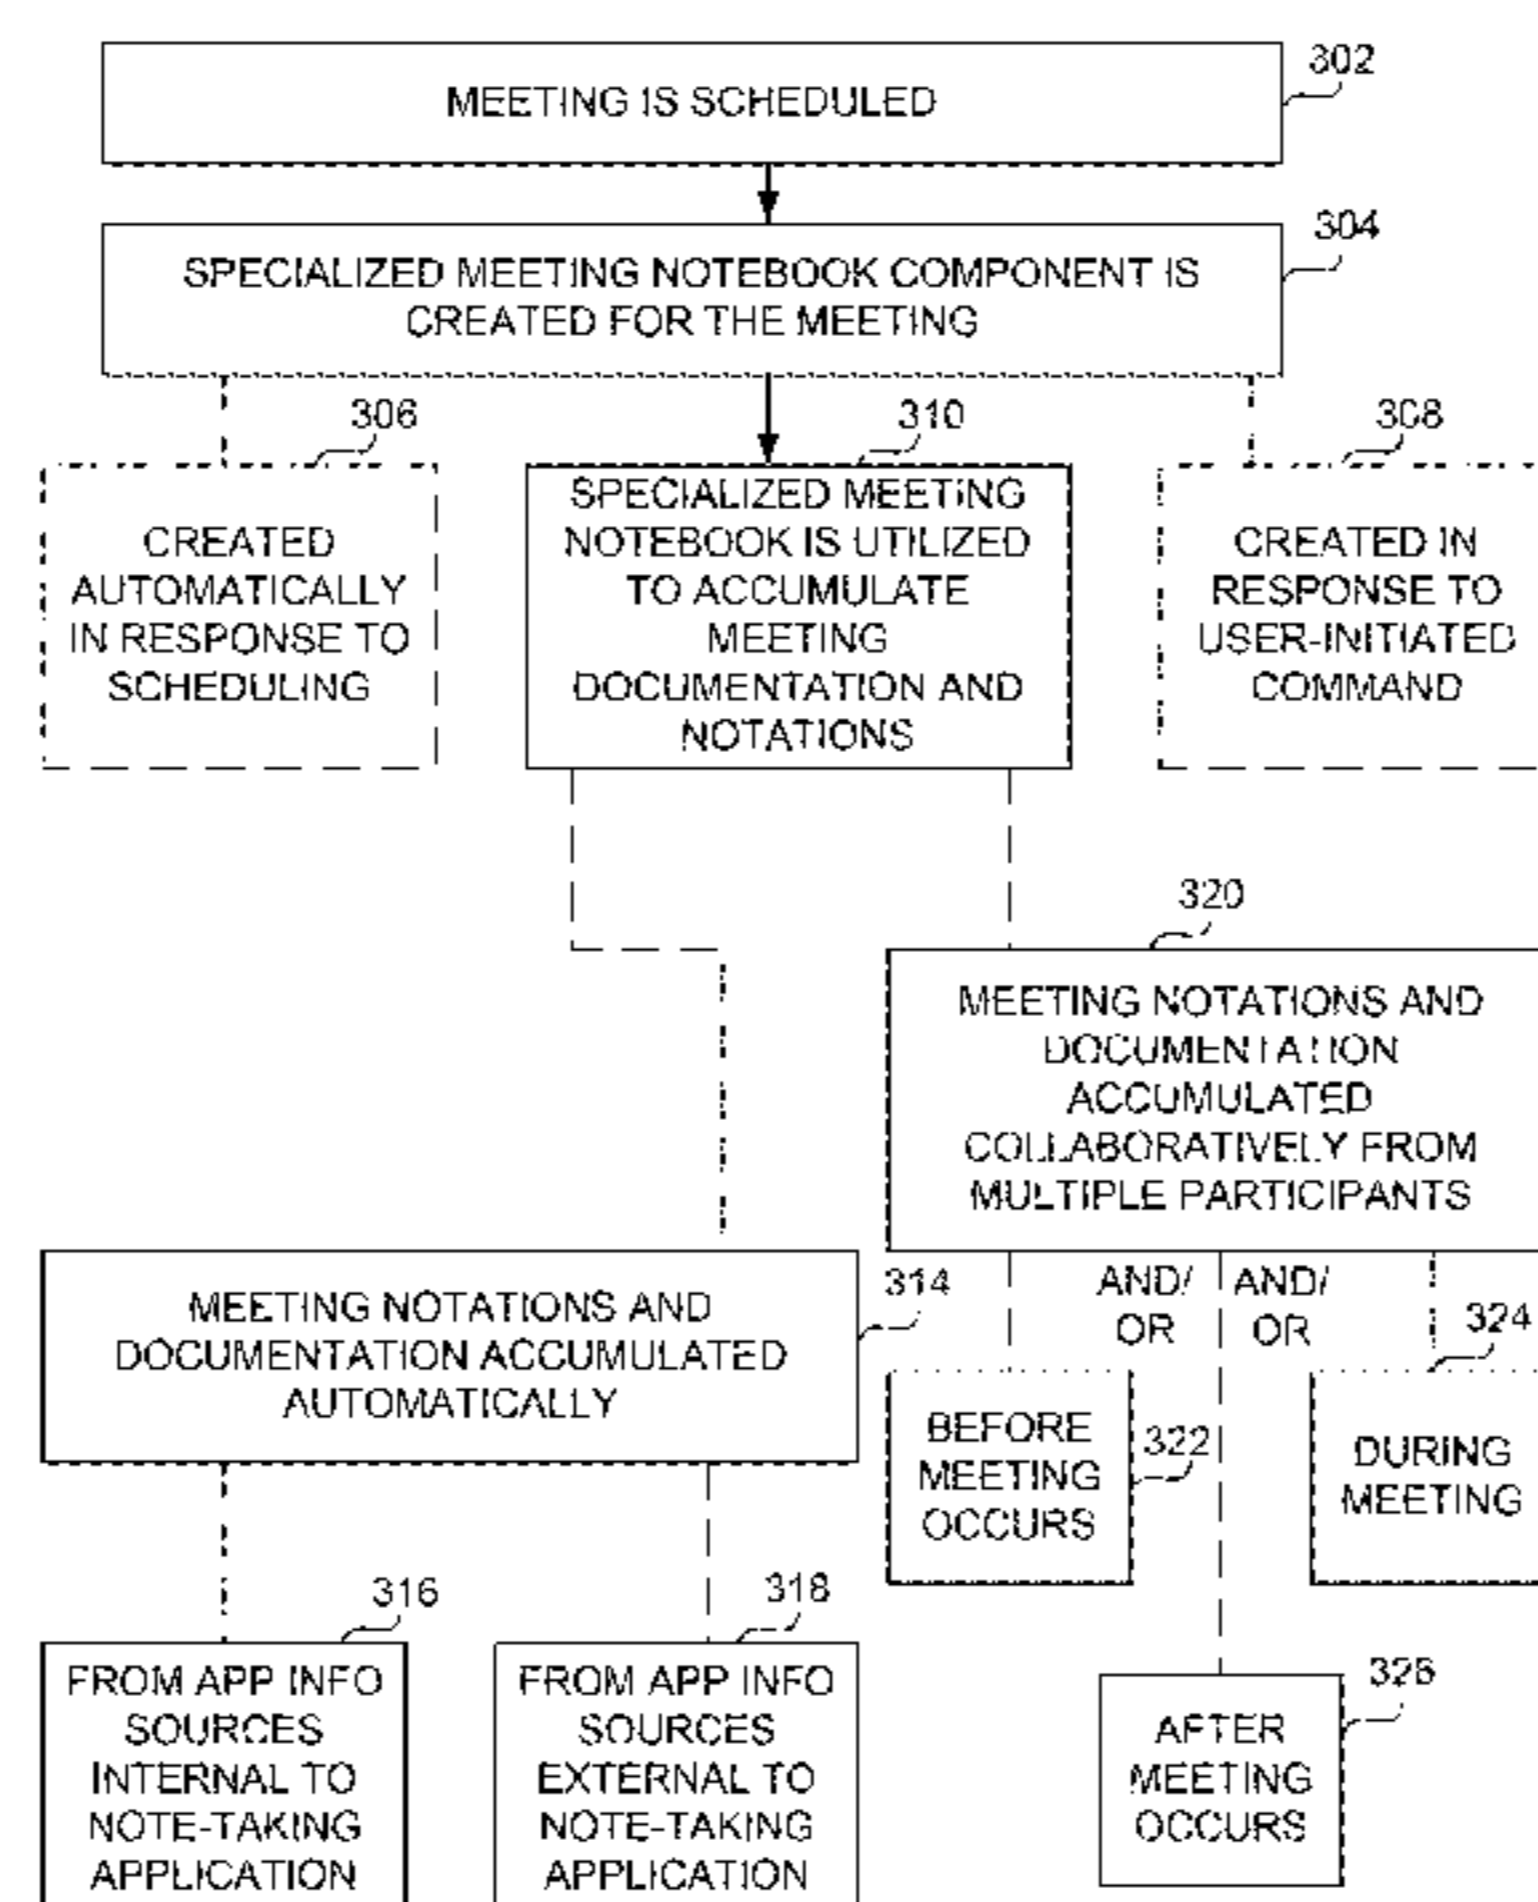 302
MEETING IS SCHEDULED
304
SPECIALIZED MEETING NOTEBOOK COMPONENT IS
CREATED FOR THE MEETING
306
310
308
CREATED
AUTOMATICALLY
IN RESPONSE TO
SCHEDULING
SPECIALIZED MEETING
NOTEBOOK IS UTILIZED
TO ACCUMULATE
MEETING
DOCUMENTATION AND
NOTATIONS
CREATED IN
RESPONSE TO
USER-INITIATED
COMMAND
320
MEETING NOTATIONS AND
DOCUMENTATION
ACCUMULATED
COLLABORATIVELY FROM
MULTIPLE PARTICIPANTS
314
MEETING NOTATIONS AND
DOCUMENTATION ACCUMULATED
AUTOMATICALLY
AND/
OR
AND/
OR
324
BEFORE
MEETING
OCCURS
322
DURING
MEETING
316
318
FROM APP INFO
SOURCES
INTERNAL TO
NOTE-TAKING
APPLICATION
FROM APP INFO
SOURCES
EXTERNAL TO
NOTE-TAKING
APPLICATION
326
AFTER
MEETING
OCCURS